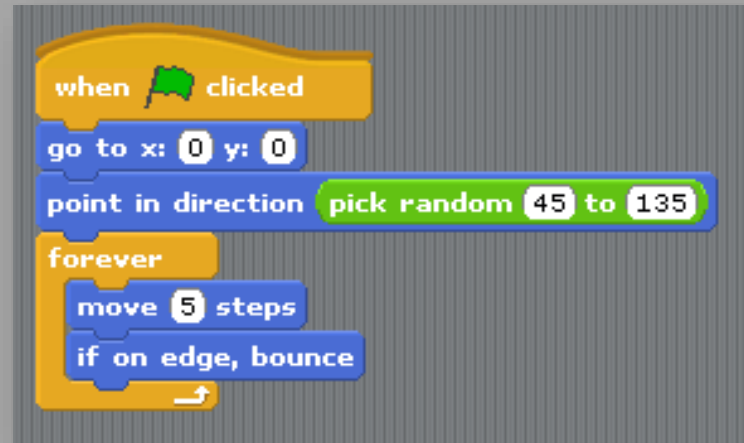 when clicked
go to x: 0 y: 0
point in direction pick random 45 to 135
forever
move 5 steps
if on edge, bounce